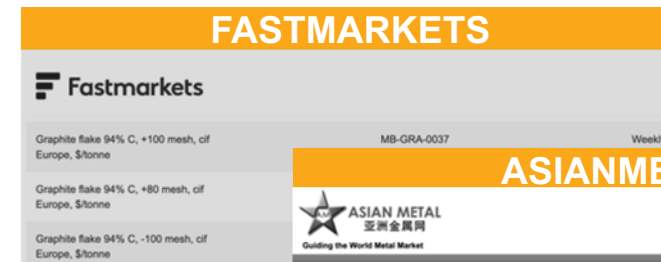 FASTMARKETS
Fastmarkets
Graphite flake 94% C, +100 mesh, cif
Europe, $/tonne
MB-GRA-0037
Graphite flake 94% C, +80 mesh, cif
Europe, $/tonne
Graphite flake 94% C, -100 mesh, cif
Europe, $/tonne
ASIANME
ASIAN METAL
亚洲金属网
Guiding the World Metal Market